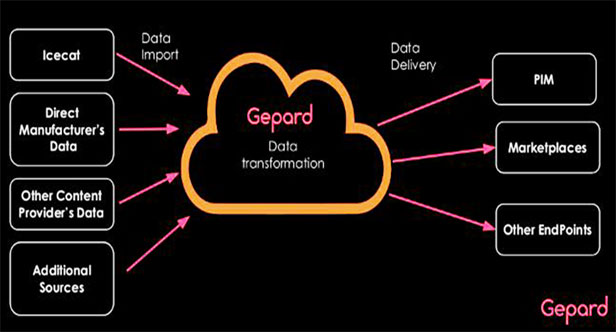 Icecat
Direct
Manufacturer's
Data
Other Content
Provider's Data
Additional
Sources
Data
Import
Gepard
Data
transformation
Data
Delivery
PIM
Marketplaces
Other EndPoints
Gepard